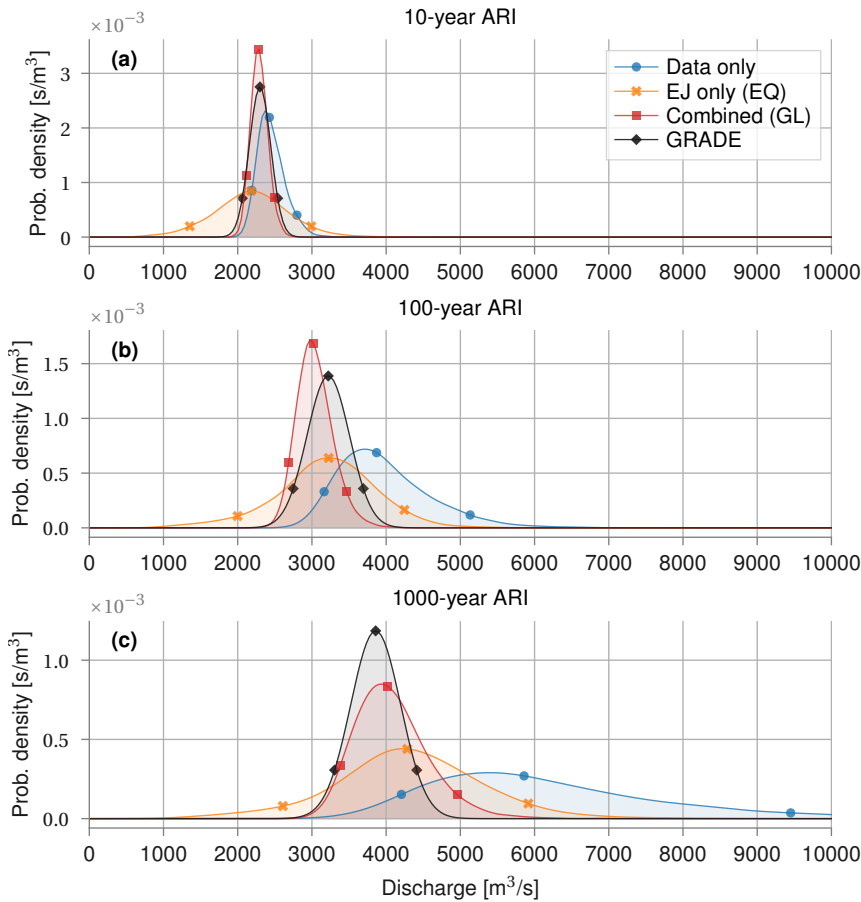 10-year ARI
×10⁻³
(a)
Prob. density [s/m³]
3
2
1
0
Data only
EJ only (EQ)
Combined (GL)
GRADE
0 1000 2000 3000 4000 5000 6000 7000 8000 9000 10000
100-year ARI
×10⁻³
(b)
Prob. density [s/m³]
1.5
1.0
0.5
0.0
0 1000 2000 3000 4000 5000 6000 7000 8000 9000 10000
1000-year ARI
×10⁻³
(c)
Prob. density [s/m³]
1.0
0.5
0.0
0 1000 2000 3000 4000 5000 6000 7000 8000 9000 10000
Discharge [m³/s]